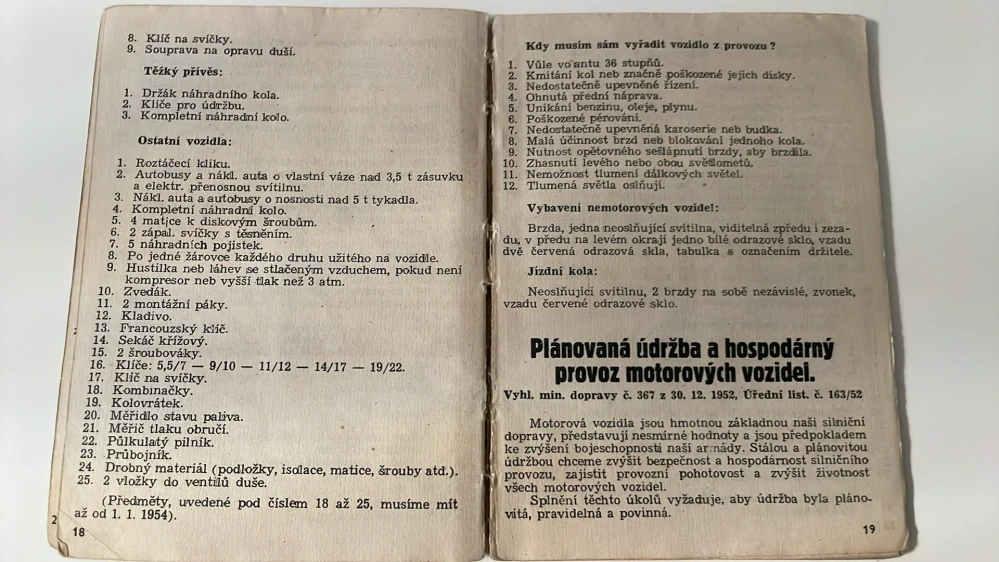 8. Klíč na svíčky.
9. Souprava na opravu duší.
Těžký přívěs:
1. Držák náhradního kola.
2. Klíče pro údržbu.
3. Kompletní náhradní kolo.
Ostatní vozidla:
1. Roztáčecí kliku.
2. Autobusy a nákl. auta o vlastní váze nad 3,5 t zásuvku
a elektr. přenosnou svítilnu.
3. Nákl. auta a autobusy o nosnosti nad 5 t tykadla.
4. Kompletní náhradní kolo.
5. 4 matice k diskovým šroubům.
6. 2 zápal. svíčky s těsněním.
7. 5 náhradních pojistek.
8. Po jedné žárovce každého druhu užitého na vozidle.
9. Hustilka neb láhev se stlačeným vzduchem, pokud není
kompresor neb vyšší tlak než 3 atm.
10. Zvedák.
11. 2 montážní páky.
12. Kladivo.
13. Francouzský klíč.
14. Sekáč křížový.
15. 2 šroubováky.
16. Klíče: 5,5/7 — 9/10 — 11/12 — 14/17 — 19/22.
17. Klíč na svíčky.
18. Kombinačky.
19. Kolovrátek.
20. Měřidlo stavu paliva.
21. Měřič tlaku obručí.
22. Půlkulatý pilník.
23. Průbojník.
24. Drobný materiál (podložky, isolace, matice, šrouby atd.).
25. 2 vložky do ventilů duše.
(Předměty, uvedené pod číslem 18 až 25, musíme mít
až od 1. 1. 1954).
18
2
Kdy musím sám vyřadit vozidlo z provozu?
1. Vůle volantu 36 stupňů.
2. Kmitání kol neb značně poškozené jejich disky.
3. Nedostatečně upevněné řízení.
4. Ohnutá přední náprava.
5. Unikání benzinu, oleje, plynu.
6. Poškozené pérování.
7. Nedostatečně upevněná karoserie neb budka.
8. Malá účinnost brzd neb blokování jednoho kola.
9. Nutnost opětovného sešlápnutí brzdy, aby brzdila.
10. Zhasnutí levého nebo obou světlometů.
11. Nemožnost tlumení dálkových světel.
12. Tlumená světla oslňují.
Vybavení nemotorových vozidel:
Brzda, jedna neoslňující svítilna, viditelná zpředu i zeza-
du, v předu na levém okraji jedno bílé odrazové sklo, vzadu
dvě červená odrazová skla, tabulka s označením držitele.
Jízdní kola:
Neoslňující svítilnu, 2 brzdy na sobě nezávislé, zvonek,
vzadu červené odrazové sklo.
Plánovaná údržba a hospodárný
provoz motorových vozidel.
Vyhl. min. dopravy č. 367 z 30. 12. 1952, Úřední list. č. 163/52
Motorová vozidla jsou hmotnou základnou naši silniční
dopravy, představují nesmírné hodnoty a jsou předpokladem
ke zvýšení bojeschopnosti naší armády. Stálou a plánovitou
údržbou chceme zvýšit bezpečnost a hospodárnost silničního
provozu, zajistit provozní pohotovost a zvýšit životnost
všech motorových vozidel.
Splnění těchto úkolů vyžaduje, aby údržba byla pláno-
vitá, pravidelná a povinná.
19